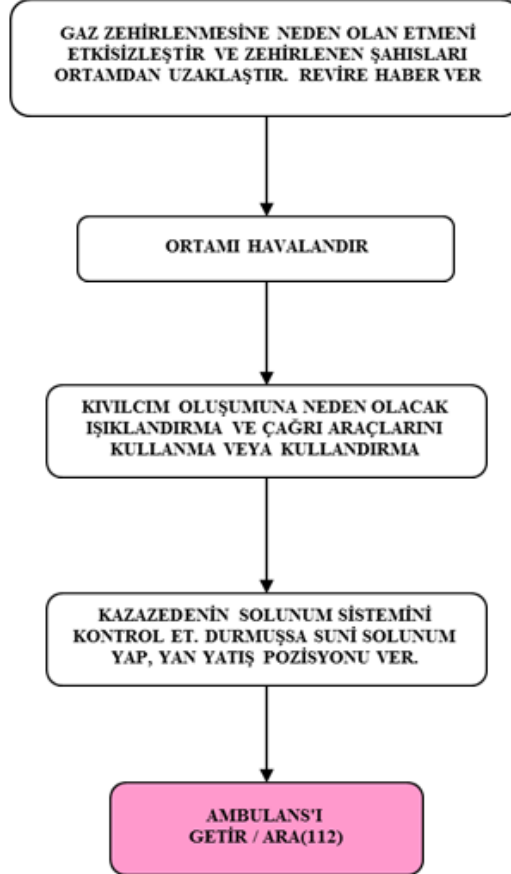 GAZ ZEHİRLENMESİNE NEDEN OLAN ETMENİ
ETKİSİZLEŞTİR VE ZEHİRLENEN ŞAHISLARI
ORTAMDAN UZAKLAŞTIR. REVİRE HABER VER
ORTAMI HAVALANDIR
KIVILCIM OLUŞUMUNA NEDEN OLACAK
IŞIKLANDIRMA VE ÇAĞRI ARAÇLARINI
KULLANMA VEYA KULLANDIRMA
KAZAZEDENİN SOLUNUM SİSTEMİNİ
KONTROL ET. DURMUŞSA SUNİ SOLUNUM
YAP, YAN YATIŞ POZİSYONU VER.
AMBULANS'I
GETİR / ARA(112)